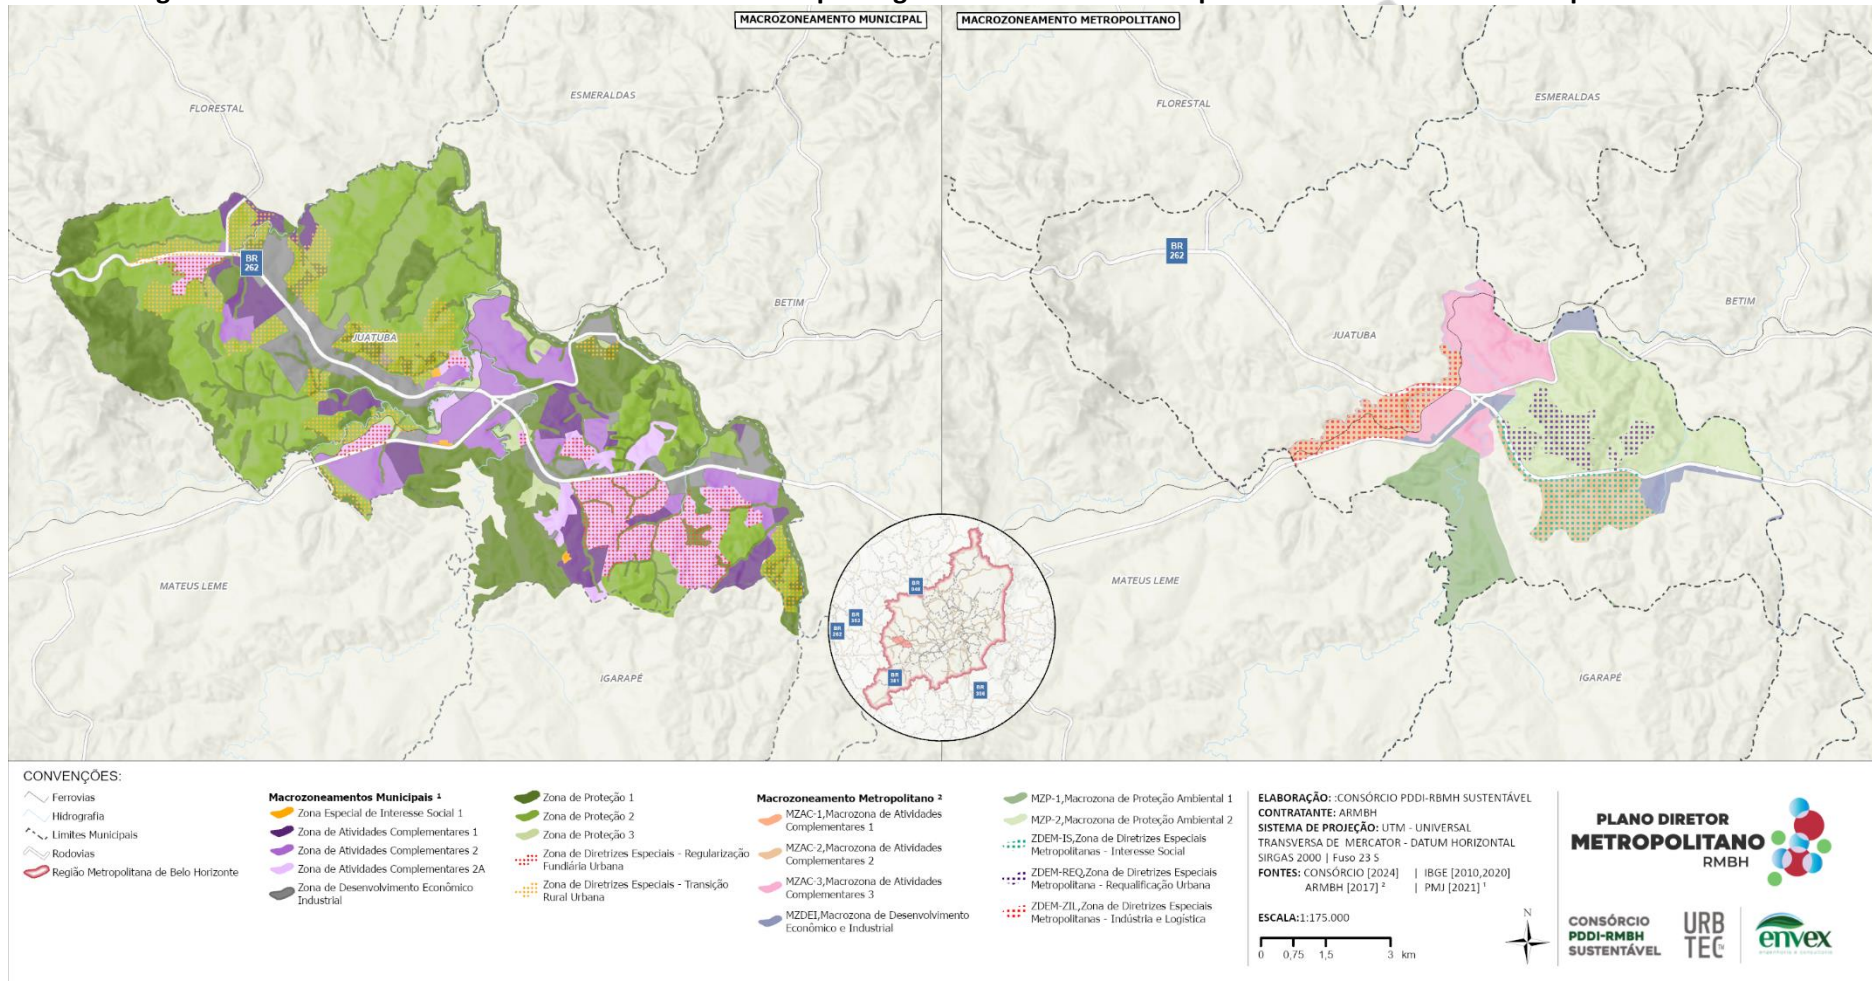 MACROZONEAMENTO MUNICIPAL
MACROZONEAMENTO METROPOLITANO
FLORESTAL
ESMERALDAS
BR
262
JUATUBA
BETIM
MATEUS LEME
IGARAPÉ
FLORESTAL
ESMERALDAS
BR
262
JUATUBA
BETIM
MATEUS LEME
IGARAPÉ
CONVENÇÕES:
Ferrovias
Hidrografia
Limites Municipais
Rodovias
Região Metropolitana de Belo Horizonte
Macrozoneamentos Municipais ¹
Zona Especial de Interesse Social 1
Zona de Atividades Complementares 1
Zona de Atividades Complementares 2
Zona de Atividades Complementares 2A
Zona de Desenvolvimento Econômico
Industrial
Zona de Proteção 1
Zona de Proteção 2
Zona de Proteção 3
Zona de Diretrizes Especiais - Regularização
Fundiária Urbana
Zona de Diretrizes Especiais - Transição
Rural Urbana
Macrozoneamento Metropolitano ²
MZAC-1,Macrozona de Atividades
Complementares 1
MZAC-2,Macrozona de Atividades
Complementares 2
MZAC-3,Macrozona de Atividades
Complementares 3
MZDEI,Macrozona de Desenvolvimento
Econômico e Industrial
MZP-1,Macrozona de Proteção Ambiental 1
MZP-2,Macrozona de Proteção Ambiental 2
ZDEM-IS,Zona de Diretrizes Especiais
Metropolitanas - Interesse Social
ZDEM-REQ,Zona de Diretrizes Especiais
Metropolitana - Requalificação Urbana
ZDEM-ZIL,Zona de Diretrizes Especiais
Metropolitanas - Indústria e Logística
ELABORAÇÃO: :CONSÓRCIO PDDI-RBMH SUSTENTÁVEL
CONTRATANTE: ARMBH
SISTEMA DE PROJEÇÃO: UTM - UNIVERSAL
TRANSVERSA DE MERCATOR - DATUM HORIZONTAL
SIRGAS 2000 | Fuso 23 S
FONTES: CONSÓRCIO [2024] | IBGE [2010,2020]
ARMBH [2017] ² | PMJ [2021] ¹
ESCALA:1:175.000
0 0,75 1,5 3 km
N
PLANO DIRETOR
METROPOLITANO
RMBH
CONSÓRCIO
PDDI-RMBH
SUSTENTÁVEL
URB
TEC
envex